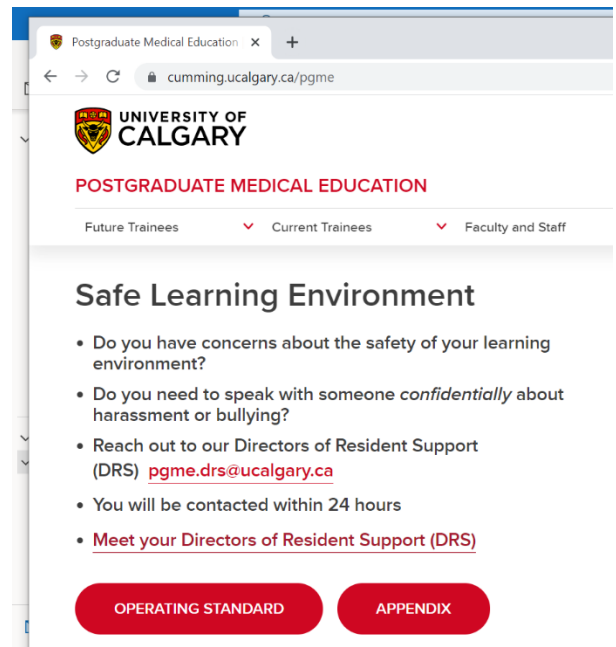 Postgraduate Medical Education
cumming.ucalgary.ca/pgme
UNIVERSITY OF
CALGARY
POSTGRADUATE MEDICAL EDUCATION
Future Trainees Current Trainees Faculty and Staff
Safe Learning Environment
• Do you have concerns about the safety of your learning
environment?
• Do you need to speak with someone confidentially about
harassment or bullying?
• Reach out to our Directors of Resident Support
(DRS) pgme.drs@ucalgary.ca
• You will be contacted within 24 hours
• Meet your Directors of Resident Support (DRS)
OPERATING STANDARD APPENDIX